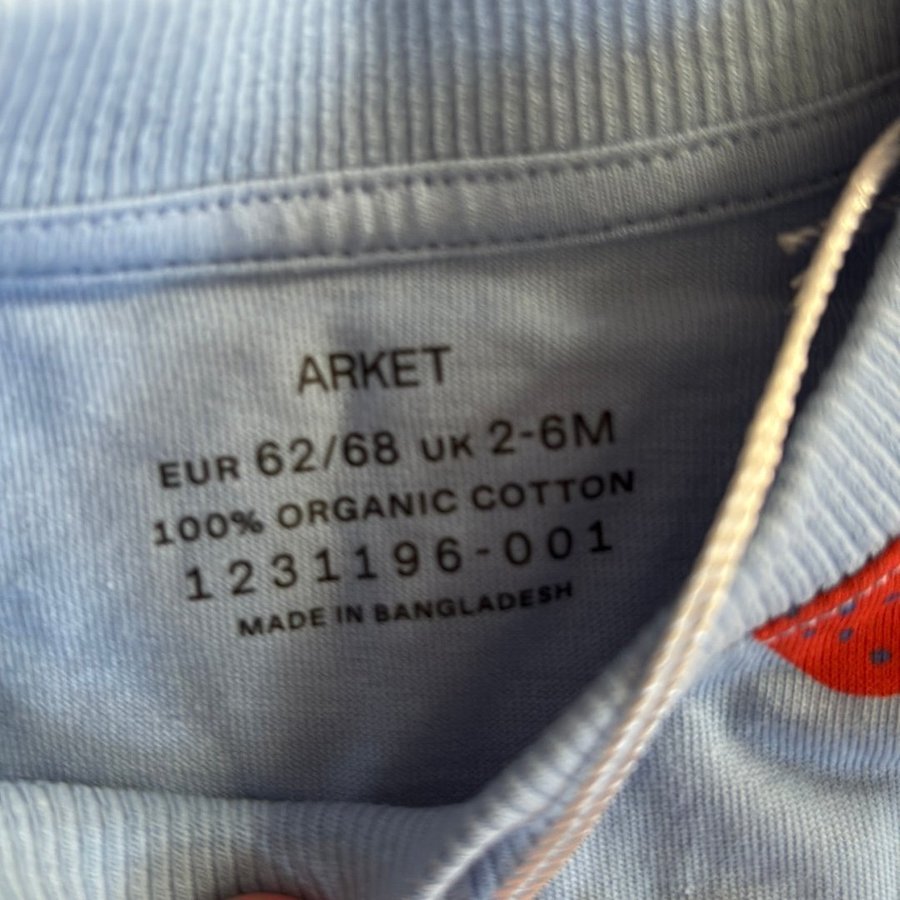 ARKET
EUR 62/68 UK 2-6M
100% ORGANIC COTTON
1231196-001
MADE IN BANGLADESH